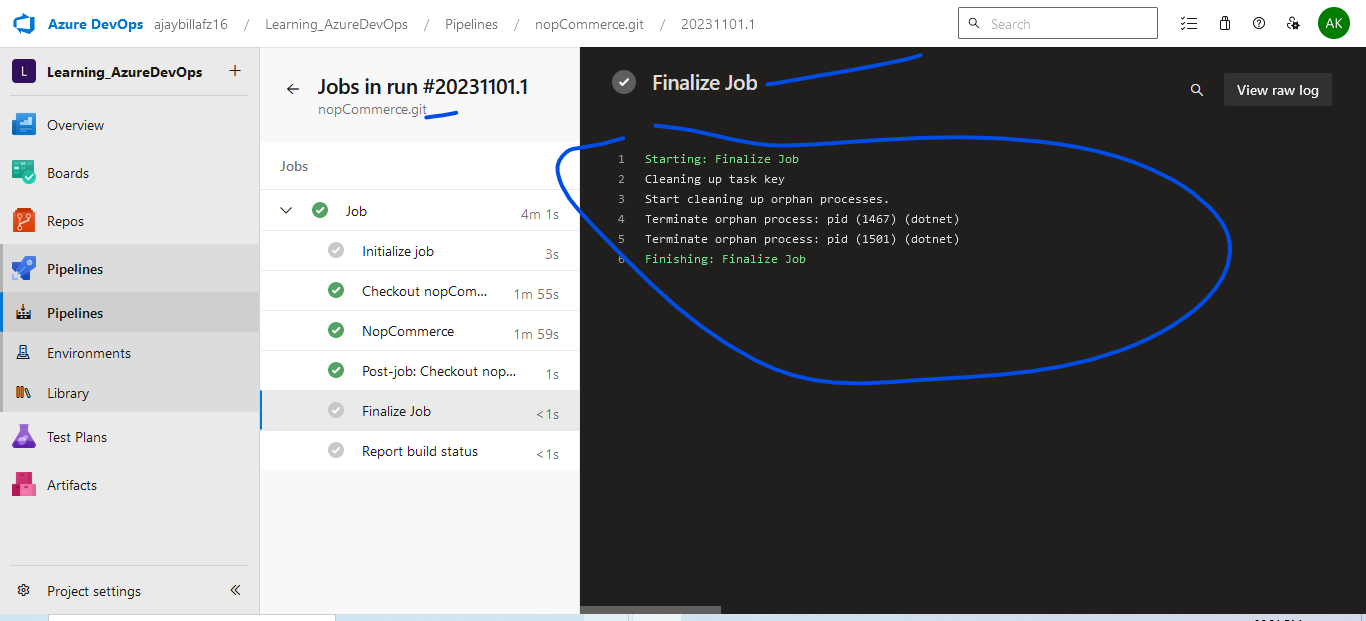 Azure DevOps ajaybillafz16 / Learning_AzureDevOps / Pipelines / nopCommerce.git / 20231101.1
Search
AK
L Learning_AzureDevOps +
Overview
Boards
Repos
Pipelines
Pipelines
Environments
Library
Test Plans
Artifacts
Project settings
Jobs in run #20231101.1
nopCommerce.git
Jobs
Job 4m 1s
Initialize job 3s
Checkout nopCom... 1m 55s
NopCommerce 1m 59s
Post-job: Checkout nop... 1s
Finalize Job <1s
Report build status <1s
Finalize Job
View raw log
1 Starting: Finalize Job
2 Cleaning up task key
3 Start cleaning up orphan processes.
4 Terminate orphan process: pid (1467) (dotnet)
5 Terminate orphan process: pid (1501) (dotnet)
6 Finishing: Finalize Job